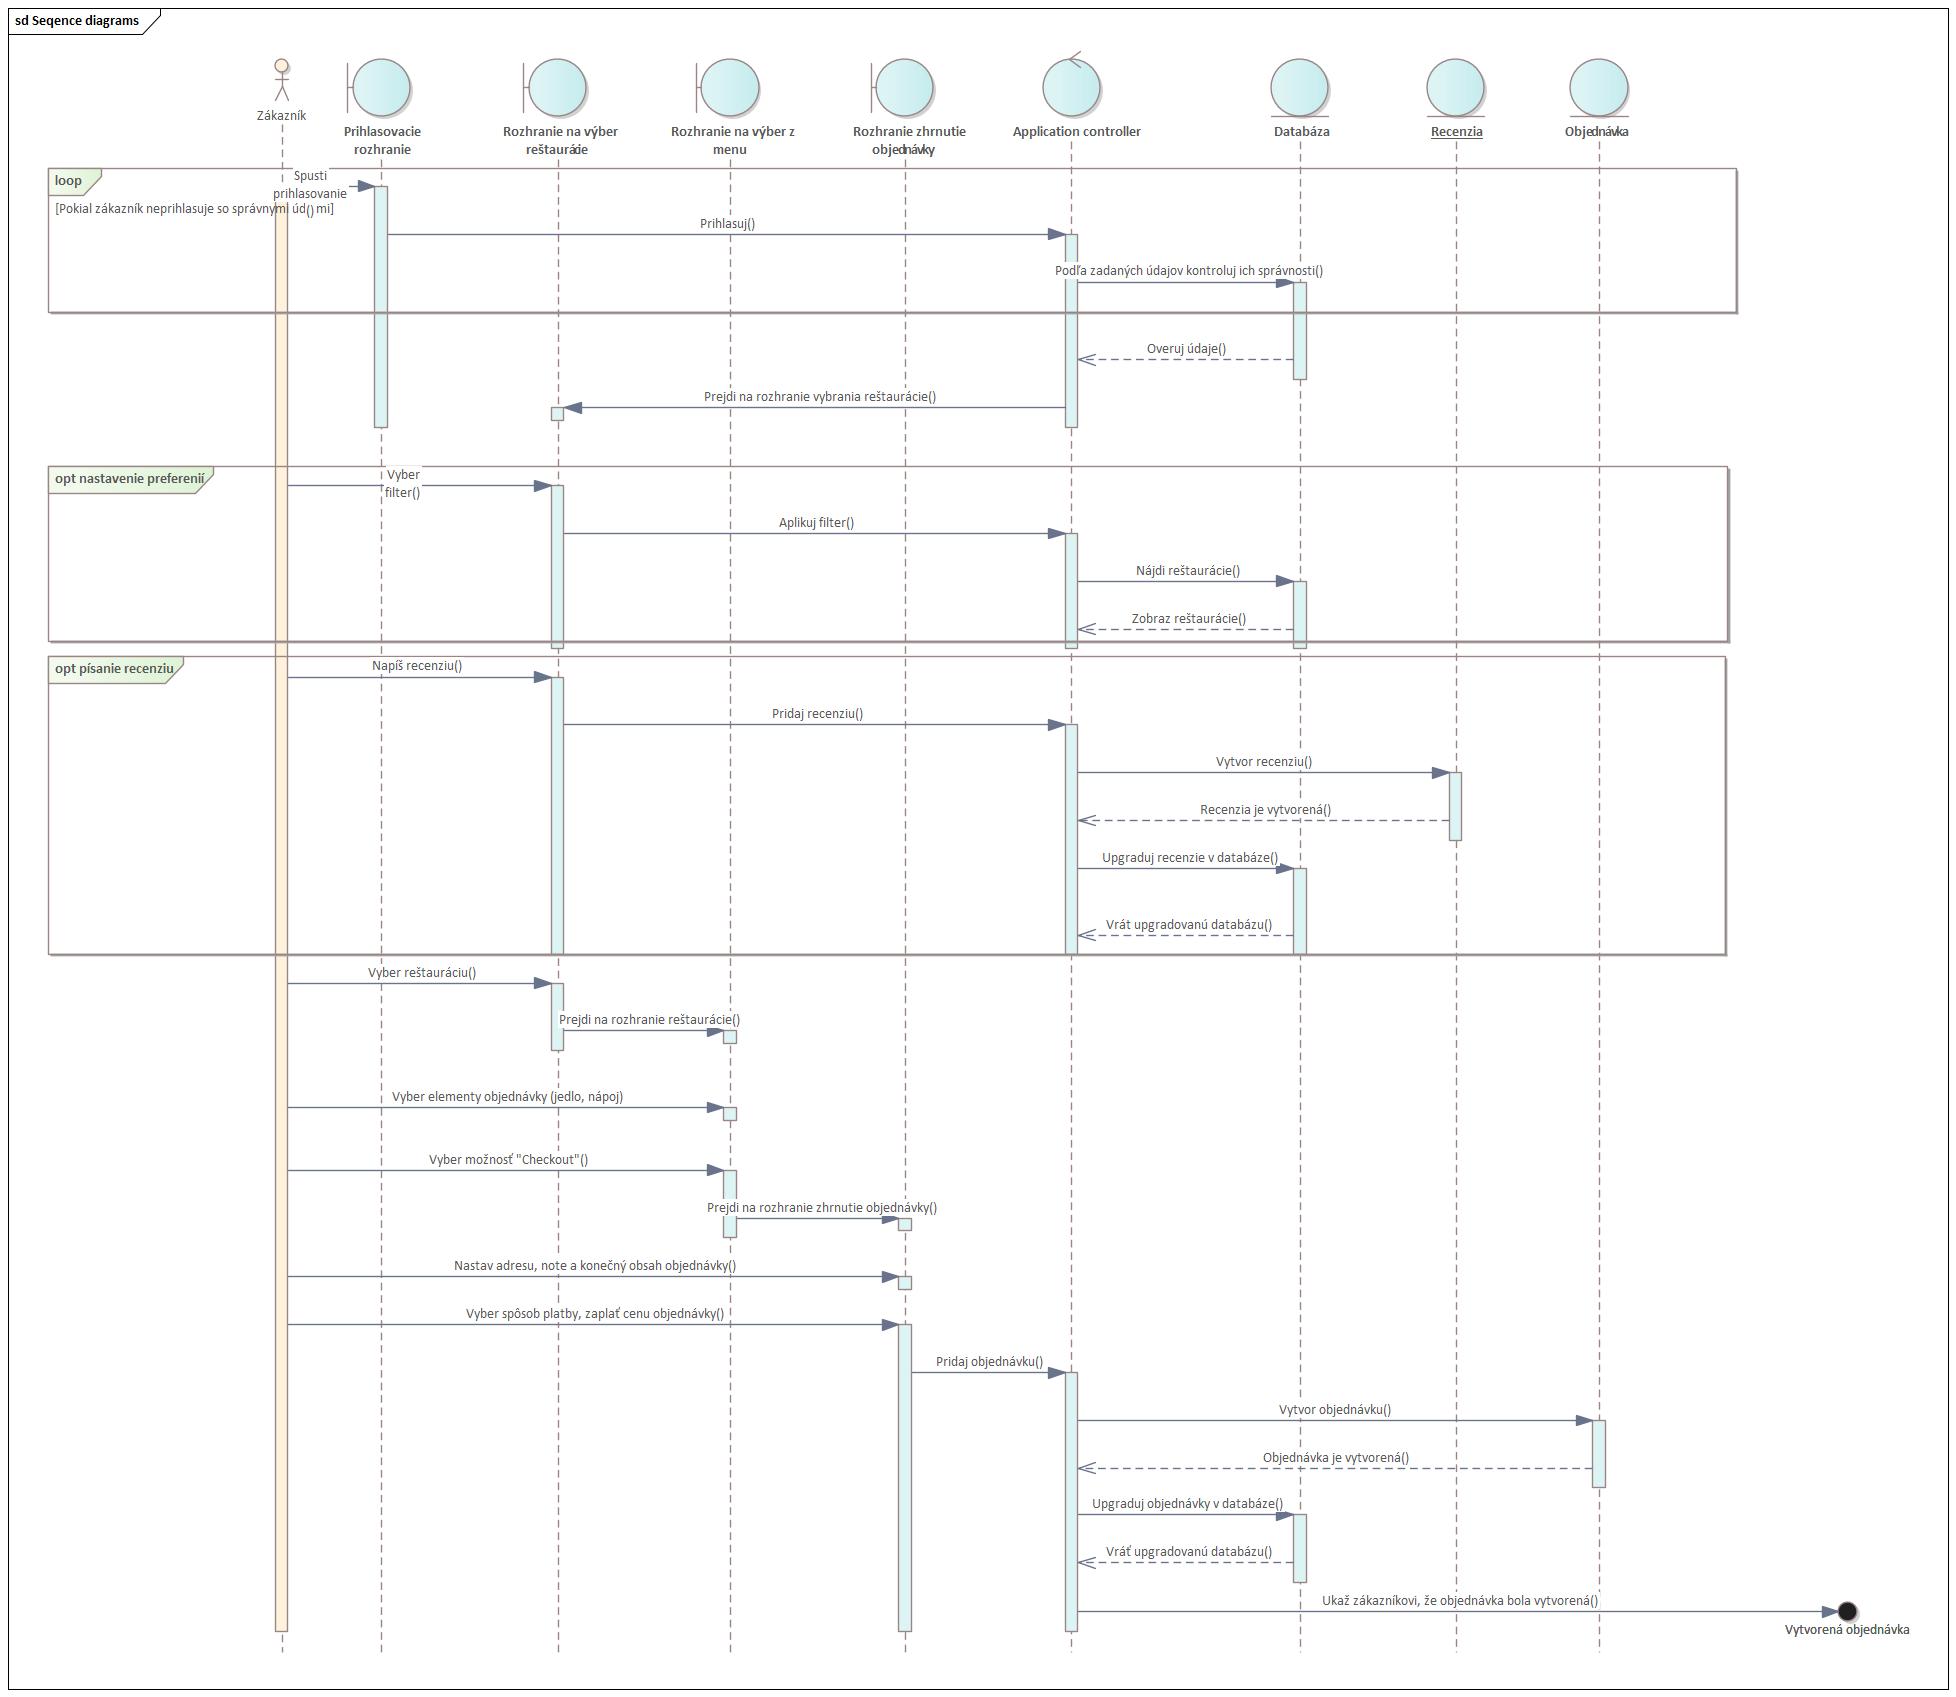 sd Seqence diagrams
Zákazník
Prihlasovacie
rozhranie
Rozhranie na výber
reštaurácie
Rozhranie na výber z
menu
Rozhranie zhrnutie
objednávky
Application controller
Databáza
Recenzia
Objednávka
loop
Spusti
prihlasovanie
()
[Pokial zákazník neprihlasuje so správnymi
Prihlasuj()
Podľa zadaných údajov kontroluj ich správnosti()
Overuj údaje()
Prejdi na rozhranie vybrania reštaurácie()
opt nastavenie preferenií
Vyber
filter()
Aplikuj filter()
Nájdi reštaurácie()
Zobraz reštaurácie()
opt písanie recenziu
Napíš recenziu()
Pridaj recenziu()
Vytvor recenziu()
Recenzia je vytvorená()
Upgraduj recenzie v databáze()
Vrát upgradovanú databázu()
Vyber reštauráciu()
Prejdi na rozhranie reštaurácie()
Vyber elementy objednávky (jedlo, nápoj)
Vyber možnosť "Checkout"()
Prejdi na rozhranie zhrnutie objednávky()
Nastav adresu, note a konečný obsah objednávky()
Vyber spôsob platby, zaplať cenu objednávky()
Pridaj objednávku()
Vytvor objednávku()
Objednávka je vytvorená()
Upgraduj objednávky v databáze()
Vráť upgradovanú databázu()
Ukaž zákazníkovi, že objednávka bola vytvorená()
Vytvorená objednávka